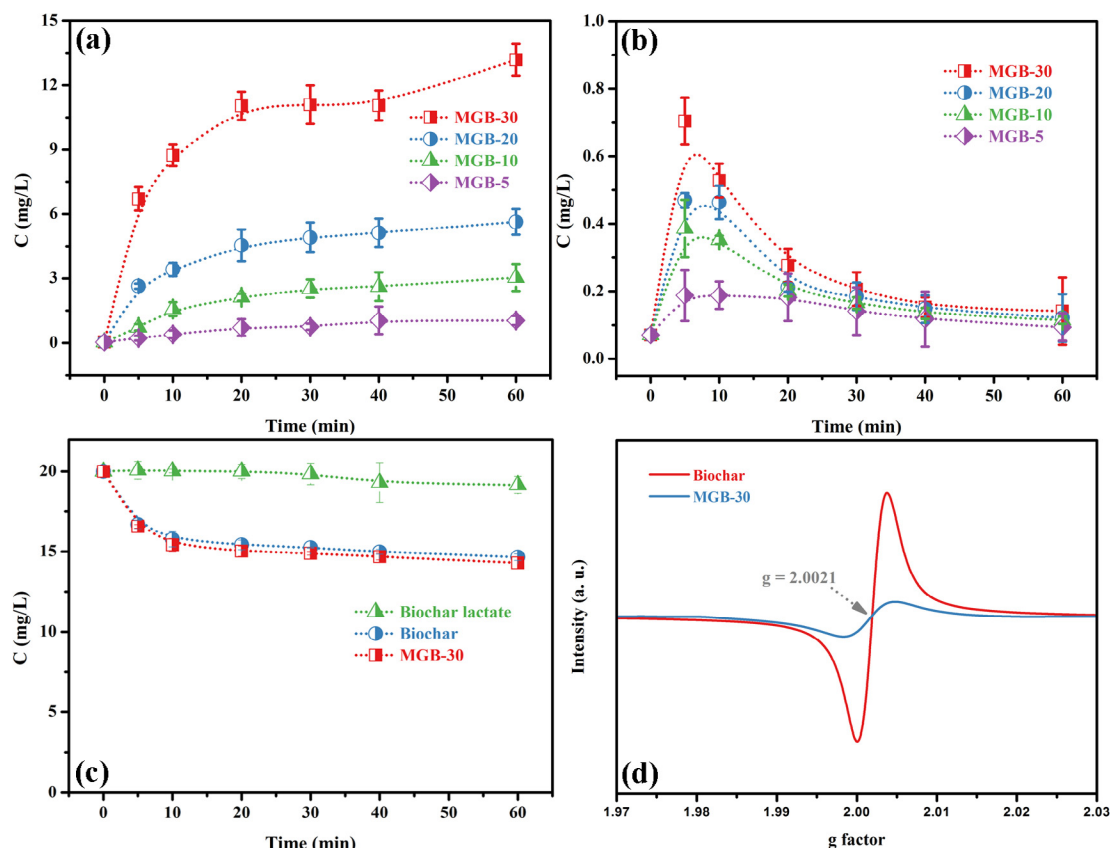 (a)
15
12
9
6
3
0
C (mg/L)
MGB-30
MGB-20
MGB-10
MGB-5
0 10 20 30 40 50 60
Time (min)
(b)
1.0
0.8
0.6
0.4
0.2
0.0
C (mg/L)
MGB-30
MGB-20
MGB-10
MGB-5
0 10 20 30 40 50 60
Time (min)
20
15
10
5
0
C (mg/L)
Biochar lactate
Biochar
MGB-30
(c)
0 10 20 30 40 50 60
Time (min)
Biochar
MGB-30
g = 2.0021
Intensity (a. u.)
(d)
1.97 1.98 1.99 2.00 2.01 2.02 2.03
g factor